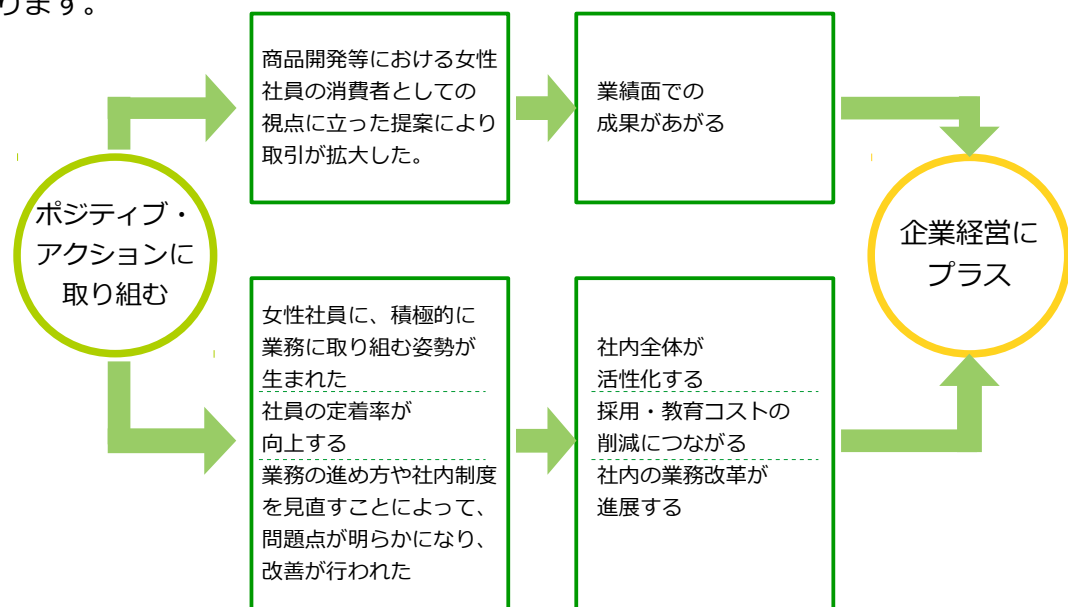 ります。
商品開発等における女性
社員の消費者としての
視点に立った提案により
取引が拡大した。
業績面での
成果があがる
ポジティブ・
アクションに
取り組む
企業経営に
プラス
女性社員に、積極的に
業務に取り組む姿勢が
生まれた
社員の定着率が
向上する
業務の進め方や社内制度
を見直すことによって、
問題点が明らかになり、
改善が行われた
社内全体が
活性化する
採用・教育コストの
削減につながる
社内の業務改革が
進展する